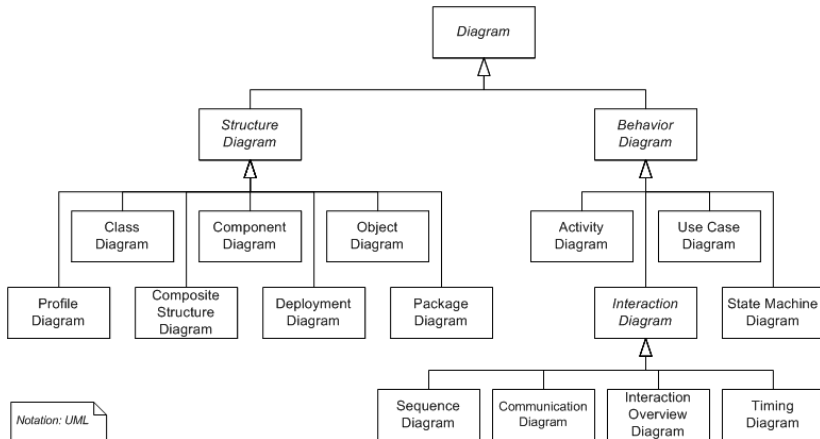 Diagram
Structure
Diagram
Behavior
Diagram
Class
Diagram
Component
Diagram
Object
Diagram
Activity
Diagram
Use Case
Diagram
Profile
Diagram
Composite
Structure
Diagram
Deployment
Diagram
Package
Diagram
Interaction
Diagram
State Machine
Diagram
Sequence
Diagram
Communication
Diagram
Interaction
Overview
Diagram
Timing
Diagram
Notation: UML